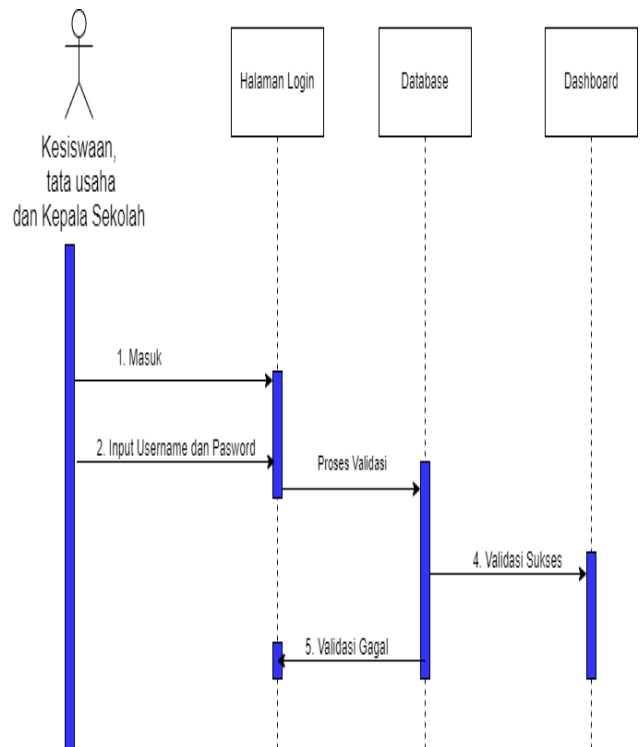 Halaman Login
Database
Dashboard
Kesiswaan,
tata usaha
dan Kepala Sekolah
1. Masuk
2. Input Username dan Pasword
Proses Validasi
4. Validasi Sukses
5. Validasi Gagal